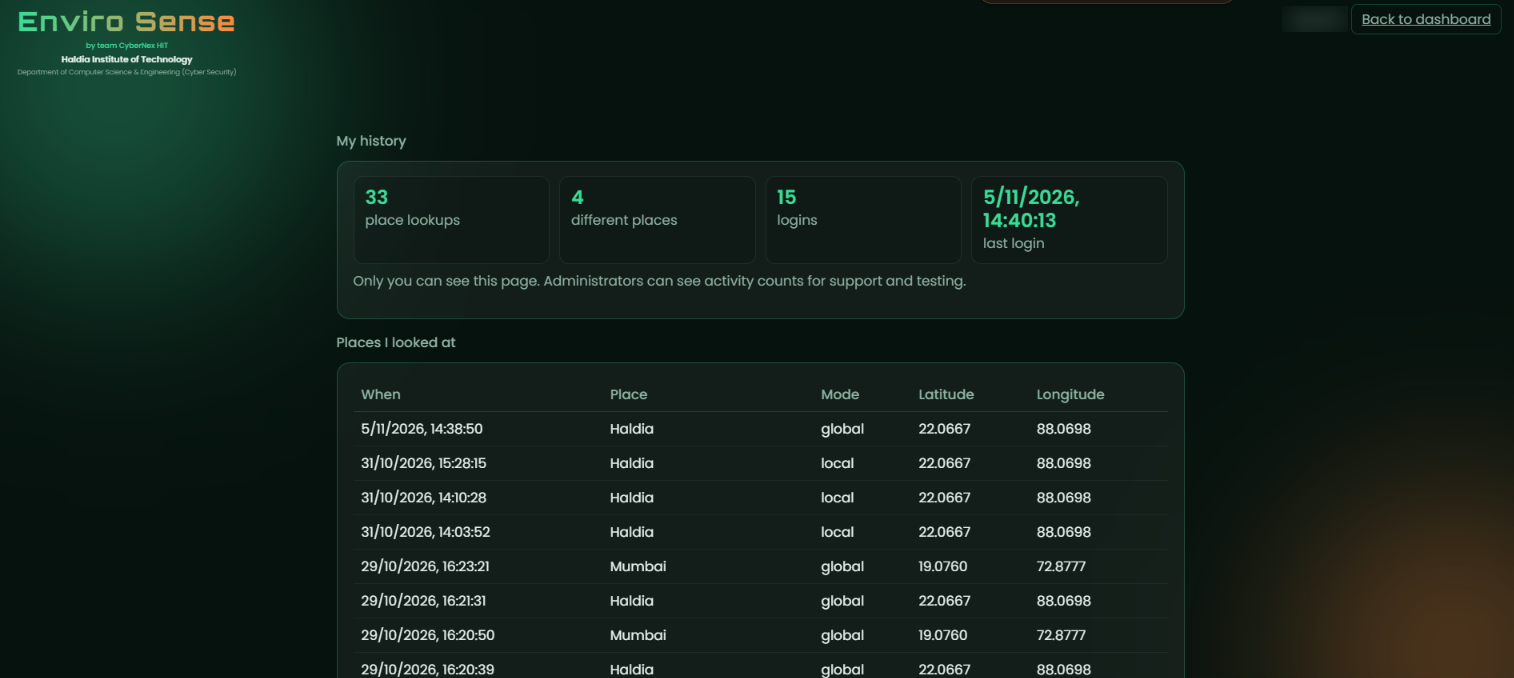 Enviro Sense
by team CyberNex HIT
Haldia Institute of Technology
Department of Computer Science & Engineering (Cyber Security)
Back to dashboard
My history
33
place lookups
4
different places
15
logins
5/11/2026,
14:40:13
last login
Only you can see this page. Administrators can see activity counts for support and testing.
Places I looked at
When Place Mode Latitude Longitude
5/11/2026, 14:38:50 Haldia global 22.0667 88.0698
31/10/2026, 15:28:15 Haldia local 22.0667 88.0698
31/10/2026, 14:10:28 Haldia local 22.0667 88.0698
31/10/2026, 14:03:52 Haldia local 22.0667 88.0698
29/10/2026, 16:23:21 Mumbai global 19.0760 72.8777
29/10/2026, 16:21:31 Haldia global 22.0667 88.0698
29/10/2026, 16:20:50 Mumbai global 19.0760 72.8777
29/10/2026, 16:20:39 Haldia global 22.0667 88.0698